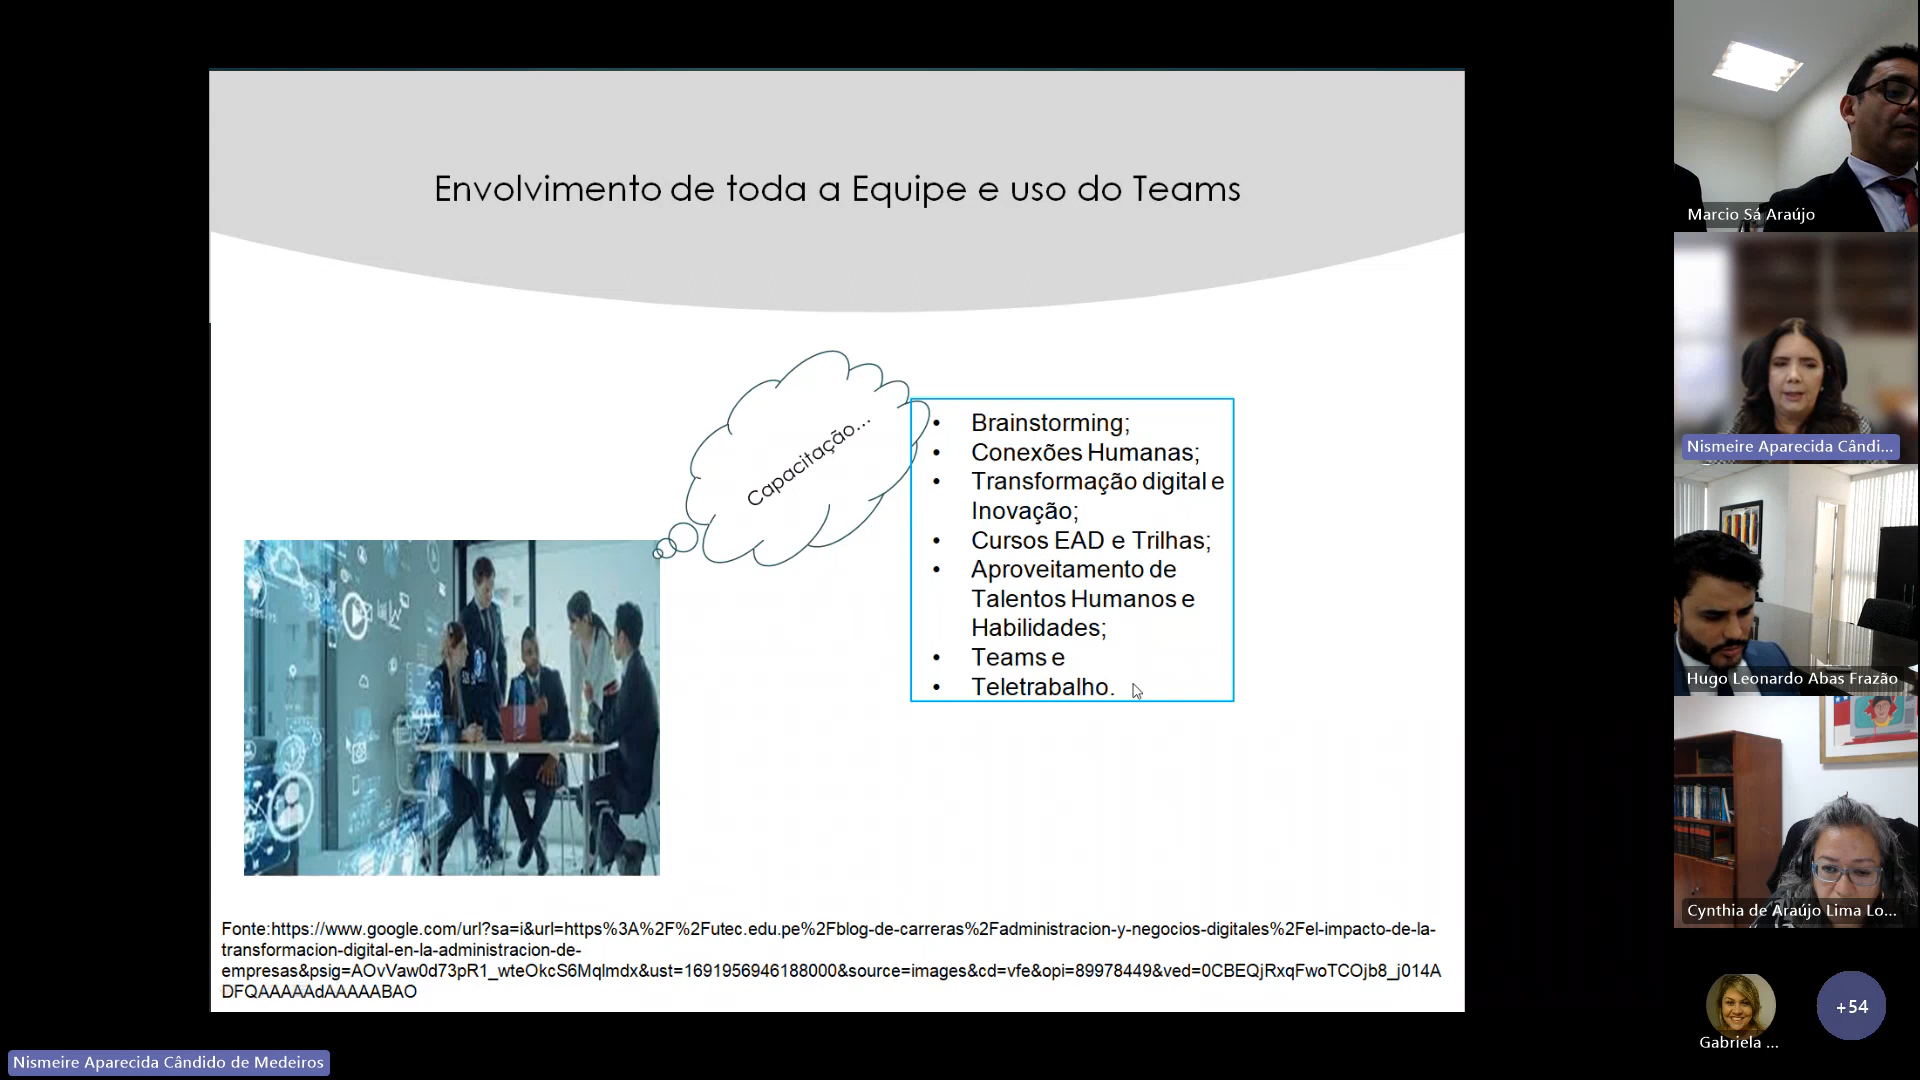 Envolvimento de toda a Equipe e uso do Teams
Capacitação...
• Brainstorming;
• Conexões Humanas;
• Transformação digital e
Inovação;
• Cursos EAD e Trilhas;
• Aproveitamento de
Talentos Humanos e
Habilidades;
• Teams e
• Teletrabalho.
Fonte:https://www.google.com/url?sa=i&url=https%3A%2F%2Futec.edu.pe%2Fblog-de-carreras%2Fadministracion-y-negocios-digitales%2Fel-impacto-de-la-
transformacion-digital-en-la-administracion-de-
empresas&psig=AOvVaw0d73pR1_wteOkcS6Mqlmdx&ust=1691956946188000&source=images&cd=vfe&opi=89978449&ved=0CBEQjRxqFwoTCOjb8_j014A
DFQAAAAAdAAAAABAO
Marcio Sá Araújo
Nismeire Aparecida Cândi...
Hugo Leonardo Abas Frazão
Cynthia de Araújo Lima Lo...
+54
Gabriela ...
Nismeire Aparecida Cândido de Medeiros